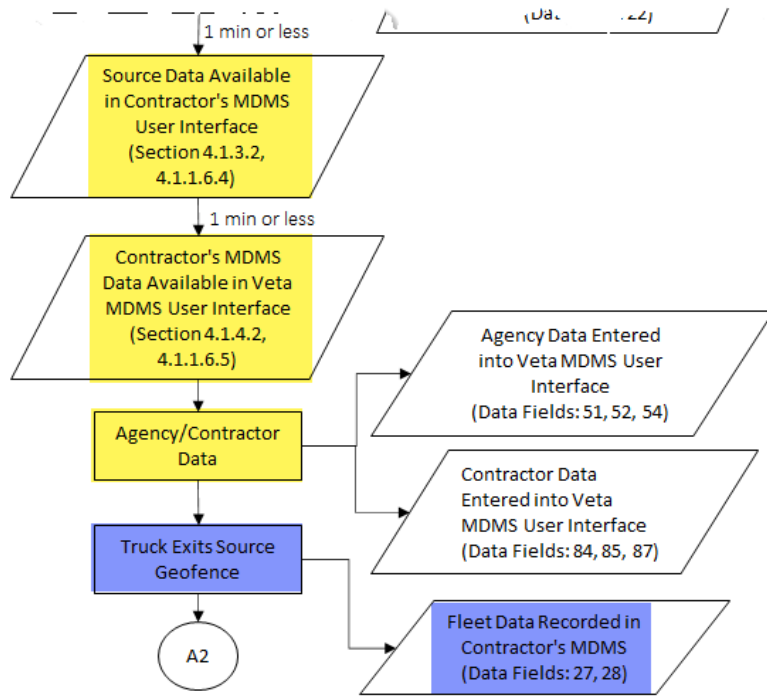 22)
1 min or less
Source Data Available
in Contractor's MDMS
User Interface
(Section 4.1.3.2,
4.1.1.6.4)
1 min or less
Contractor's MDMS
Data Available in Veta
MDMS User Interface
(Section 4.1.4.2,
4.1.1.6.5)
Agency Data Entered
into Veta MDMS User
Interface
(Data Fields: 51, 52, 54)
Agency/Contractor
Data
Contractor Data
Entered into Veta
MDMS User Interface
(Data Fields: 84, 85, 87)
Truck Exits Source
Geofence
Fleet Data Recorded in
Contractor's MDMS
(Data Fields: 27, 28)
A2